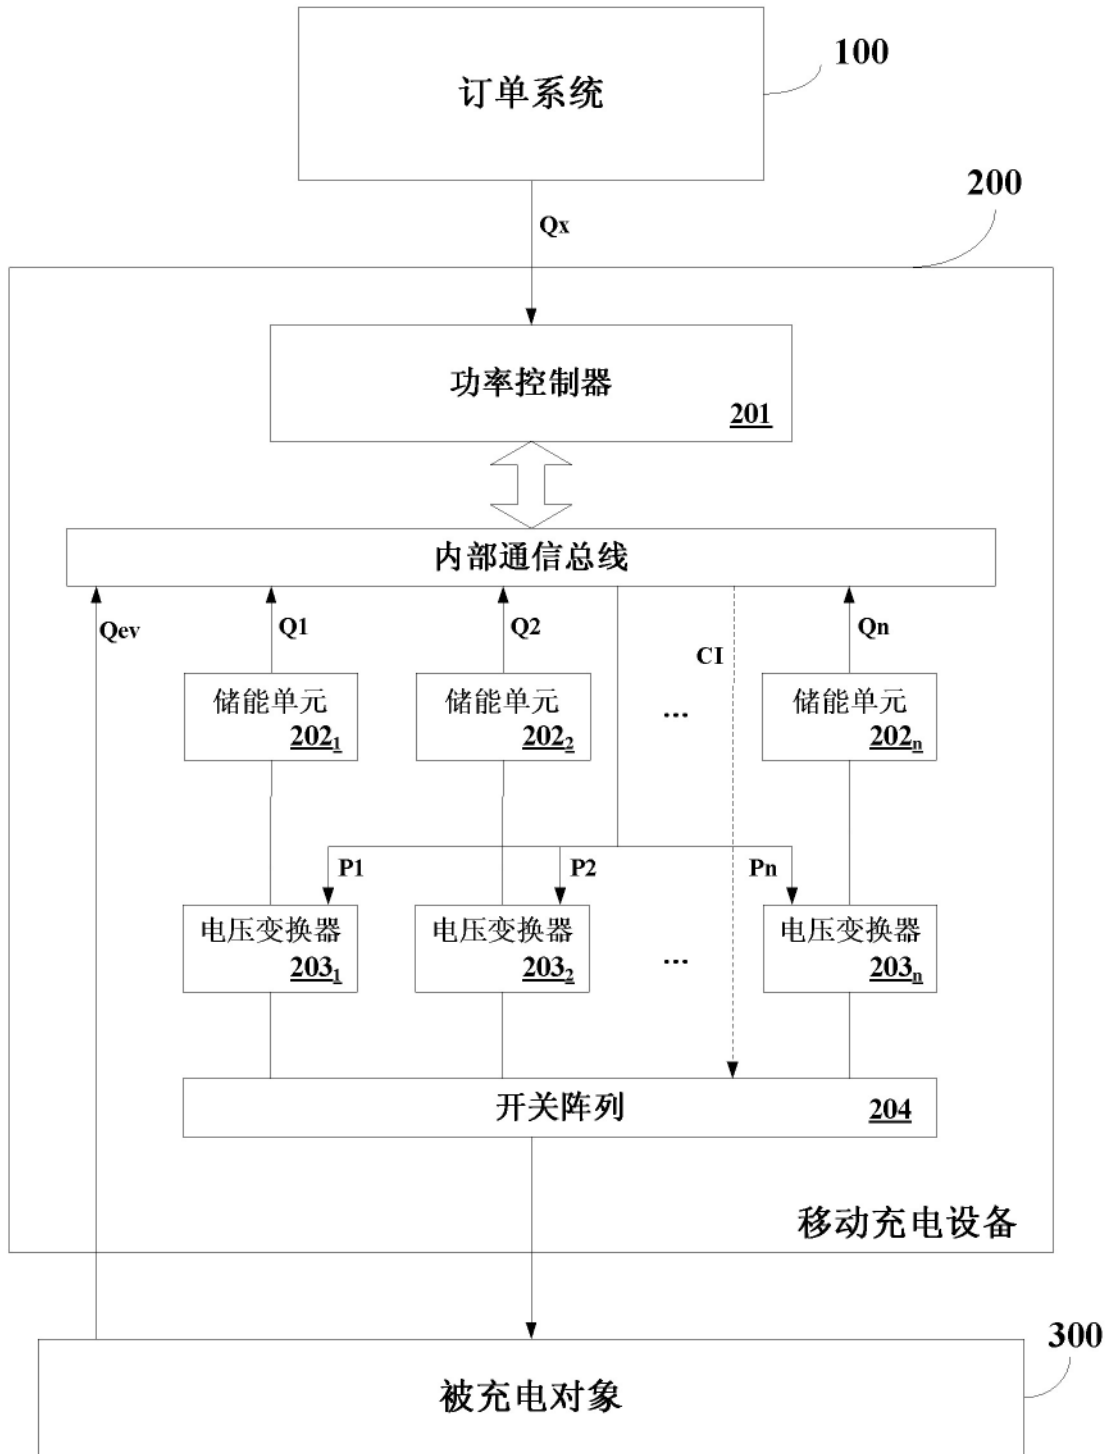 订单系统
100
200
Qx
功率控制器
201
内部通信总线
Qev
Q1
Q2
CI
Qn
储能单元
202₁
储能单元
202₂
...
储能单元
202ₙ
P1
P2
Pn
电压变换器
203₁
电压变换器
203₂
...
电压变换器
203ₙ
开关阵列
204
移动充电设备
300
被充电对象